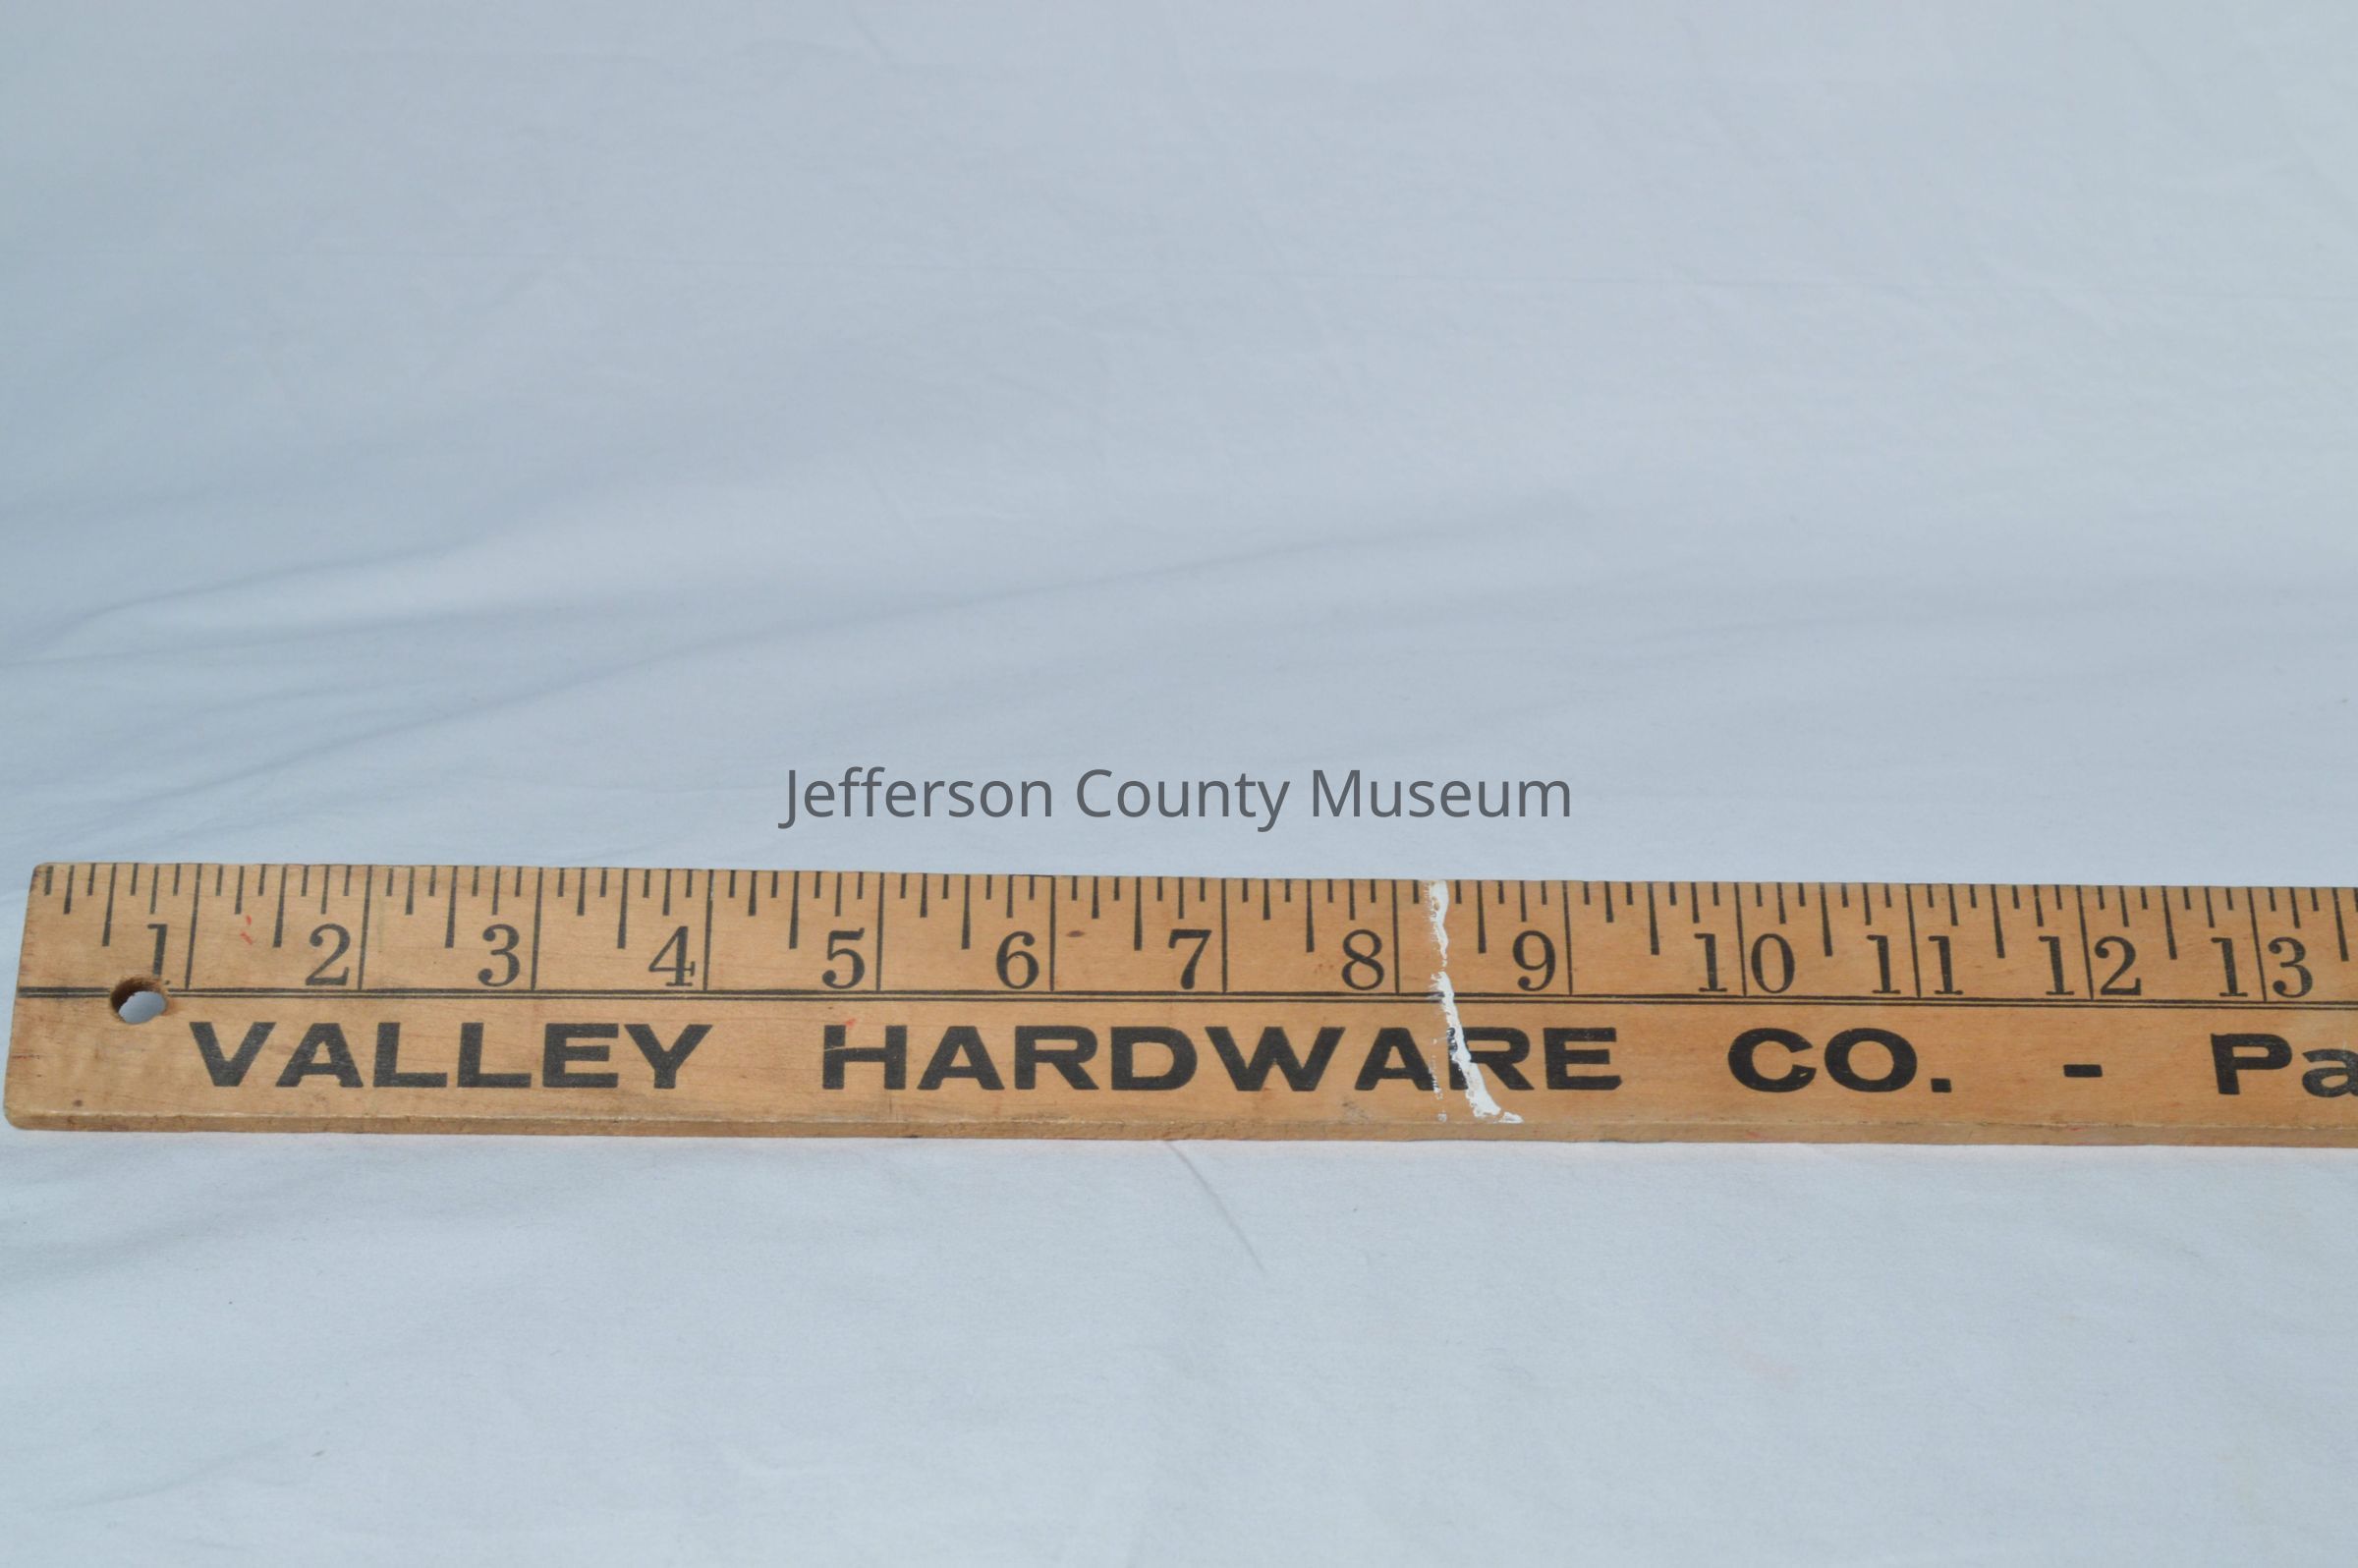 Jefferson County Museum
1 2 3 4 5 6 7 8 9 10 11 12 13
VALLEY HARDWARE CO. - Pa